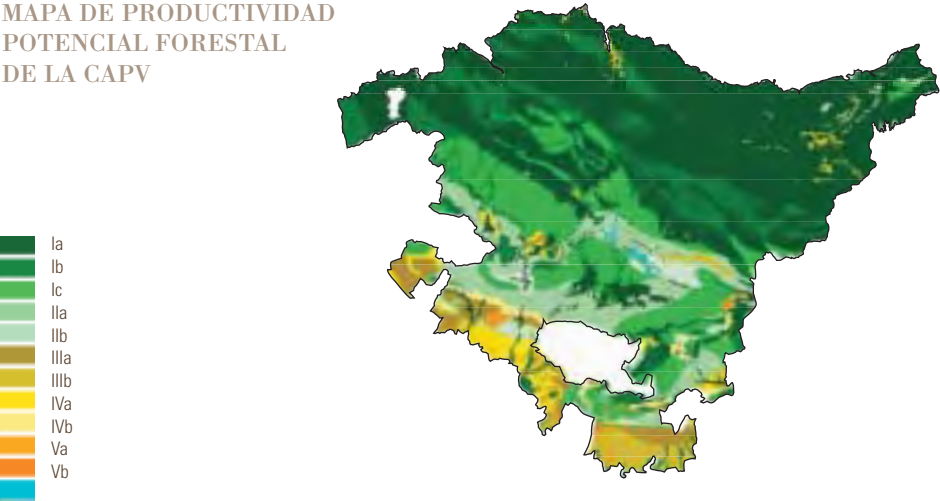 MAPA DE PRODUCTIVIDAD
POTENCIAL FORESTAL
DE LA CAPV
Ia
Ib
Ic
IIa
IIb
IIIa
IIIb
IVa
IVb
Va
Vb